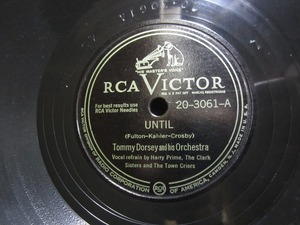 "HIS MASTER'S VOICE"
RCA VICTOR
For best results use
RCA Victor Needles
20-3061-A
UNTIL
(Fulton-Kahler-Crosby)
Tommy Dorsey and his Orchestra
Vocal refrain by Harry Prime, The Clark
Sisters and The Town Criers
RCA